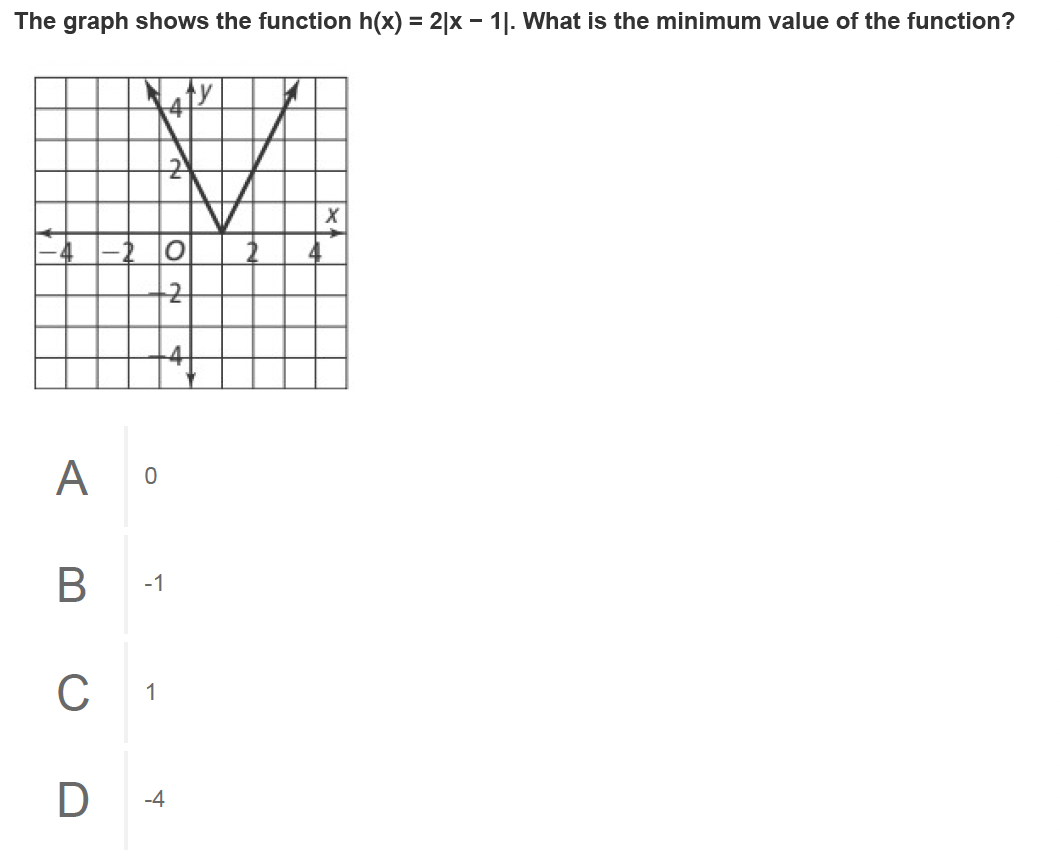 The graph shows the function h(x) = 2|x − 1|. What is the minimum value of the function?
4 y
2
x
−4 −2 O 2 4
−2
−4
A 0
B -1
C 1
D -4